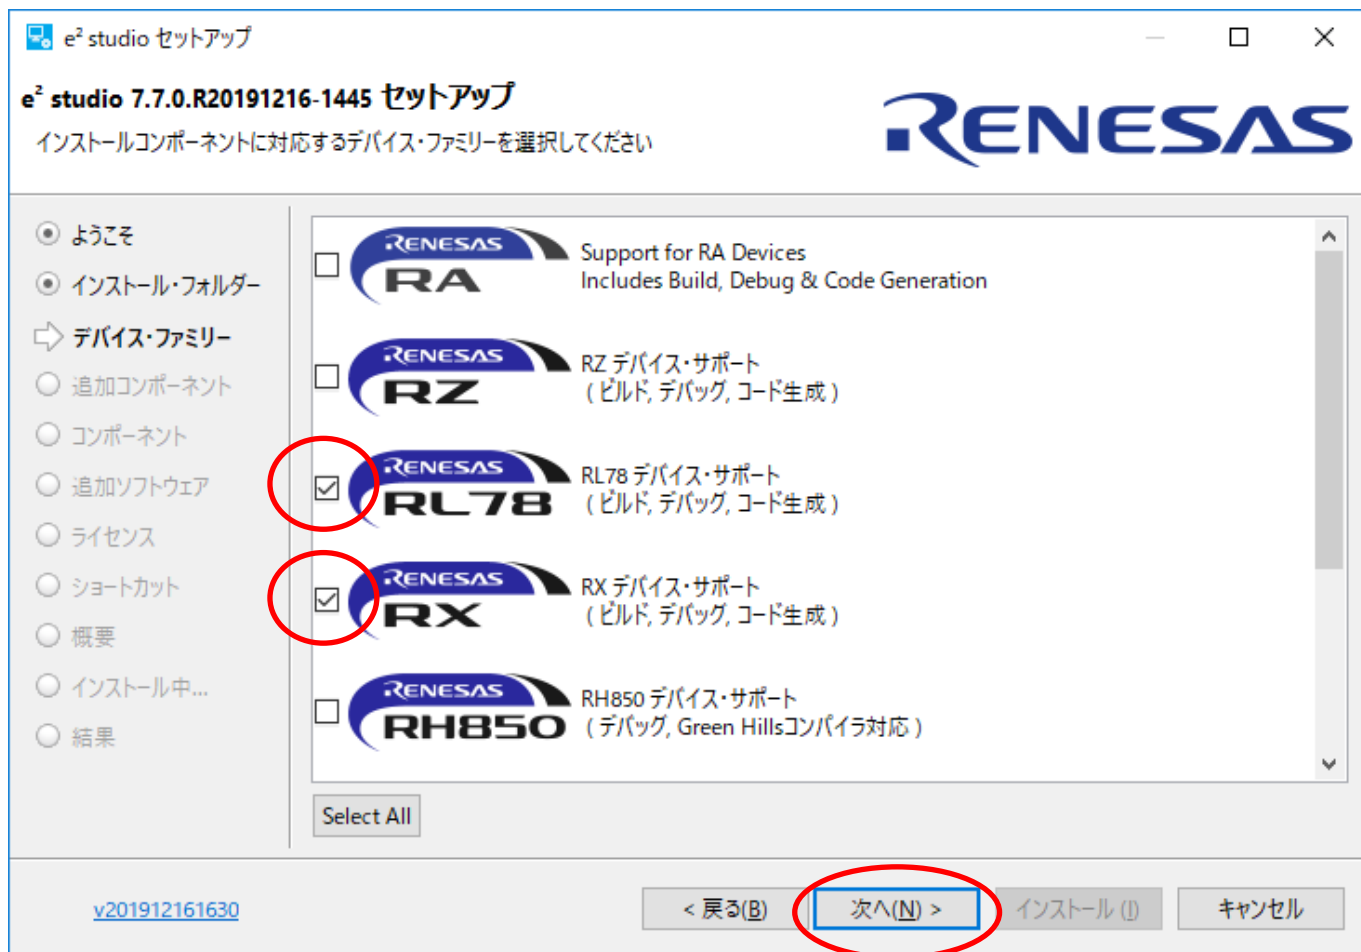 e² studio セットアップ
e² studio 7.7.0.R20191216-1445 セットアップ
インストールコンポーネントに対応するデバイス・ファミリーを選択してください
RENESAS
ようこそ
インストール・フォルダー
デバイス・ファミリー
追加コンポーネント
コンポーネント
追加ソフトウェア
ライセンス
ショートカット
概要
インストール中...
結果
RENESAS
RA
Support for RA Devices
Includes Build, Debug & Code Generation
RENESAS
RZ
RZ デバイス・サポート
( ビルド, デバッグ, コード生成 )
RENESAS
RL78
RL78 デバイス・サポート
( ビルド, デバッグ, コード生成 )
RENESAS
RX
RX デバイス・サポート
( ビルド, デバッグ, コード生成 )
RENESAS
RH850
RH850 デバイス・サポート
( デバッグ, Green Hillsコンパイラ対応 )
Select All
v201912161630
< 戻る(B)
次へ(N) >
インストール (I)
キャンセル